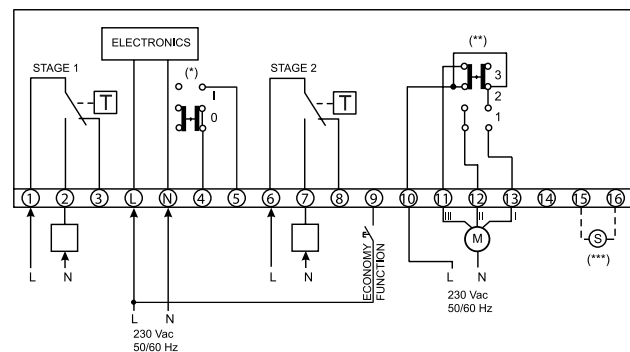 ELECTRONICS
STAGE 1
(*)
STAGE 2
(**)
T
I
0
T
3
2
1
1
2
3
L
N
4
5
6
7
8
9
10
11
12
13
14
15
16
III
II
I
M
S
(***)
ECONOMY
FUNCTION
L
N
L
N
L
N
230 Vac
50/60 Hz
L
N
230 Vac
50/60 Hz